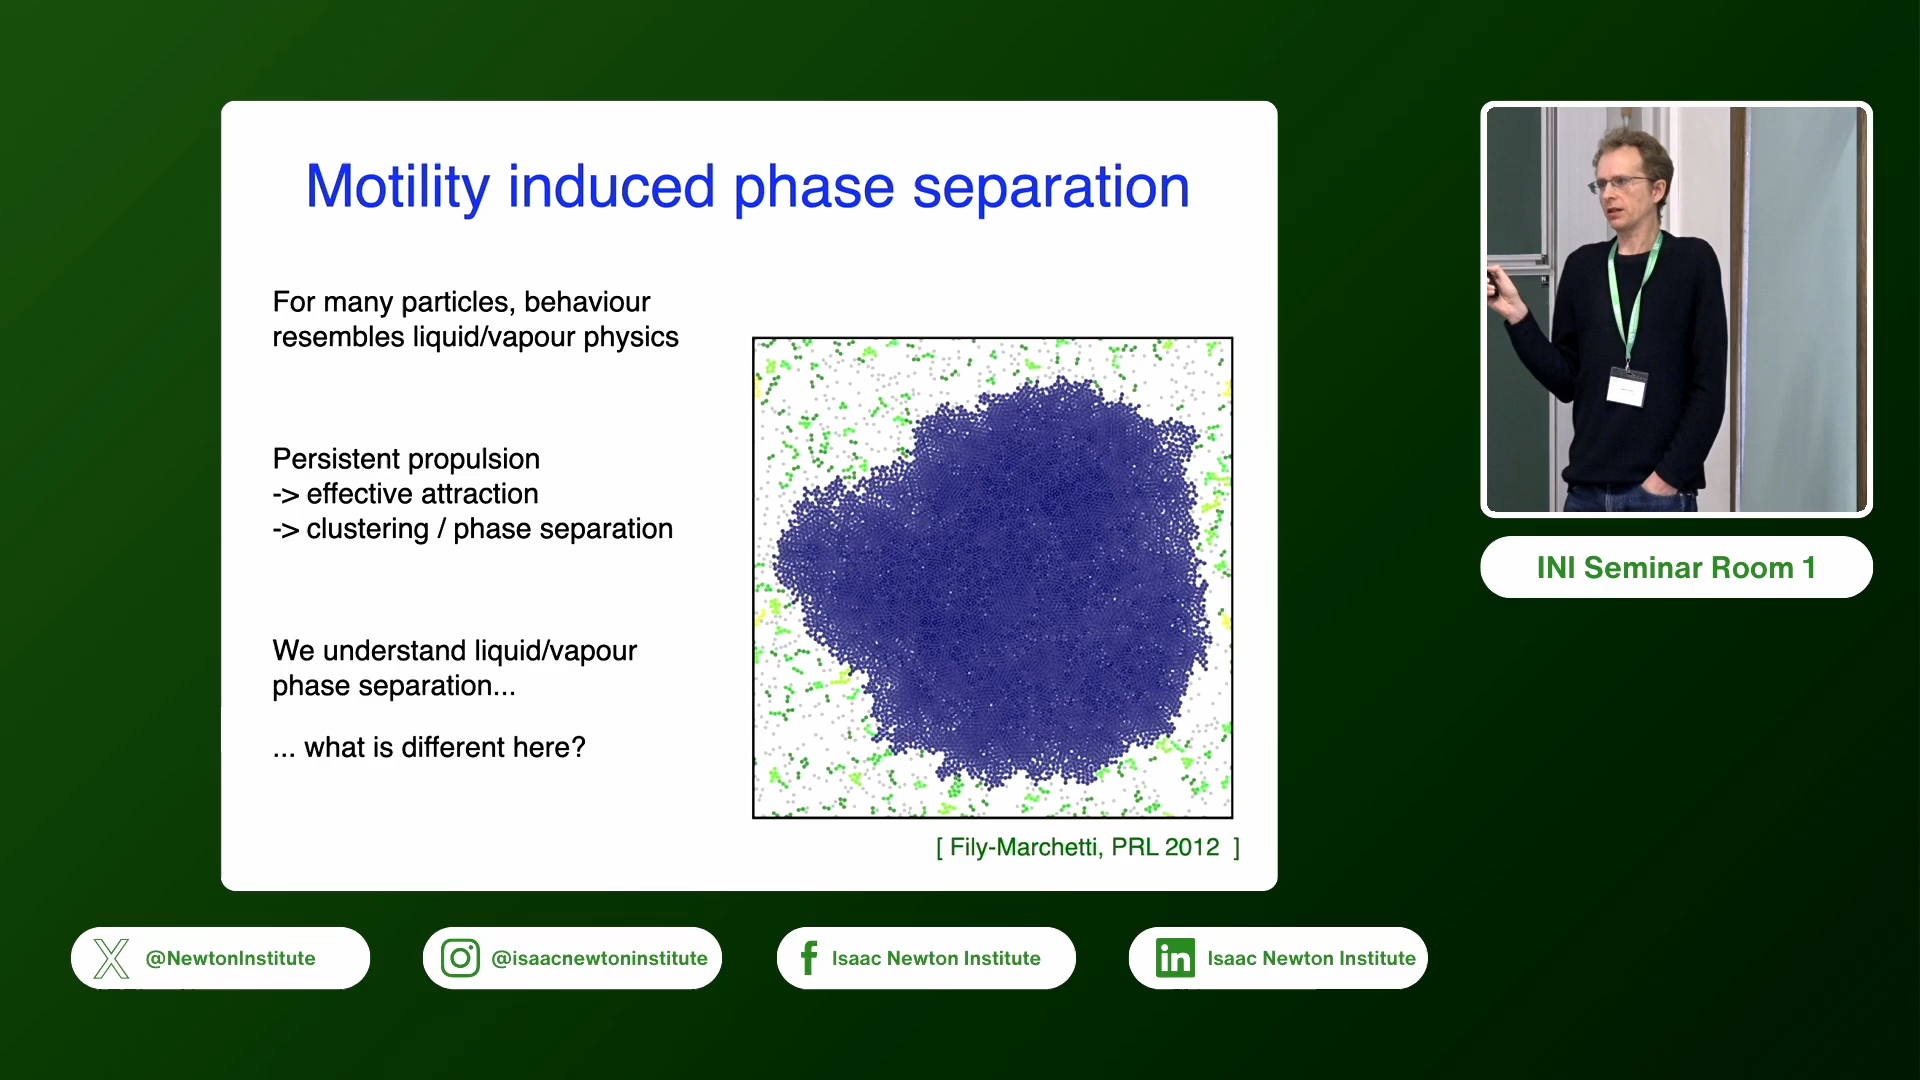 Motility induced phase separation
For many particles, behaviour
resembles liquid/vapour physics
Persistent propulsion
-> effective attraction
-> clustering / phase separation
We understand liquid/vapour
phase separation...
... what is different here?
[ Fily-Marchetti, PRL 2012 ]
INI Seminar Room 1
@NewtonInstitute
@isaacnewtoninstitute
Isaac Newton Institute
Isaac Newton Institute